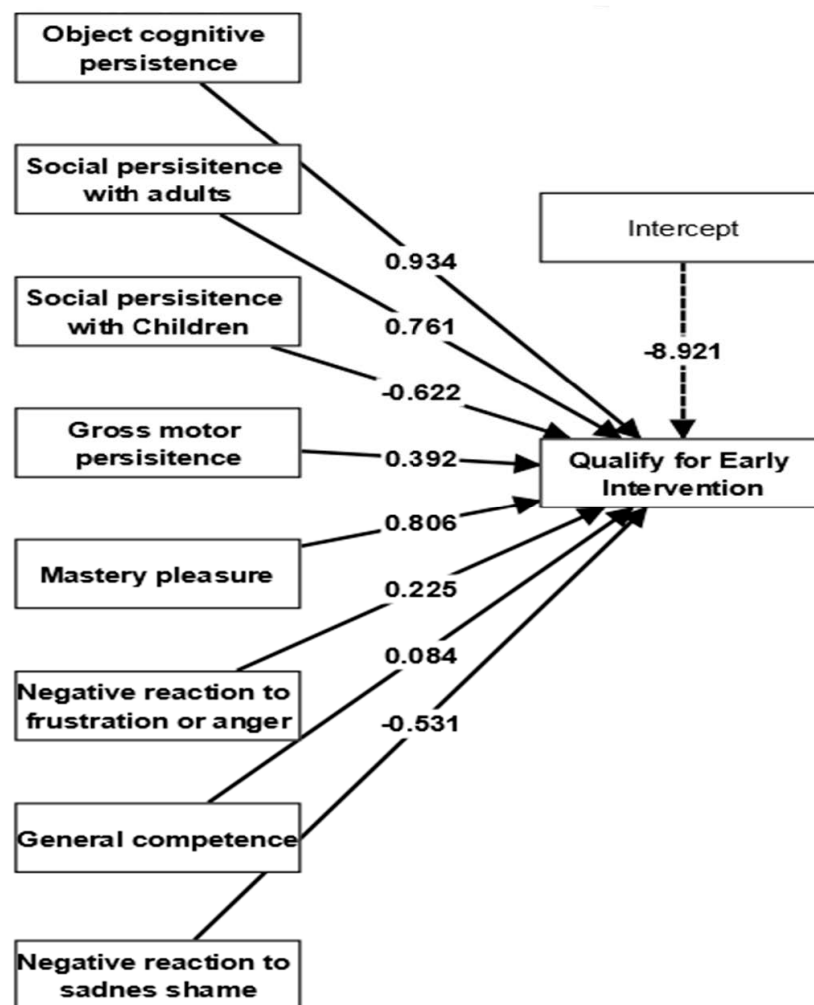 Object cognitive
persistence
Social persisitence
with adults
Intercept
0.934
Social persisitence
with Children
0.761
-8.921
-0.622
Gross motor
persisitence
0.392
Qualify for Early
Intervention
0.806
Mastery pleasure
0.225
0.084
Negative reaction to
frustration or anger
-0.531
General competence
Negative reaction to
sadnes shame